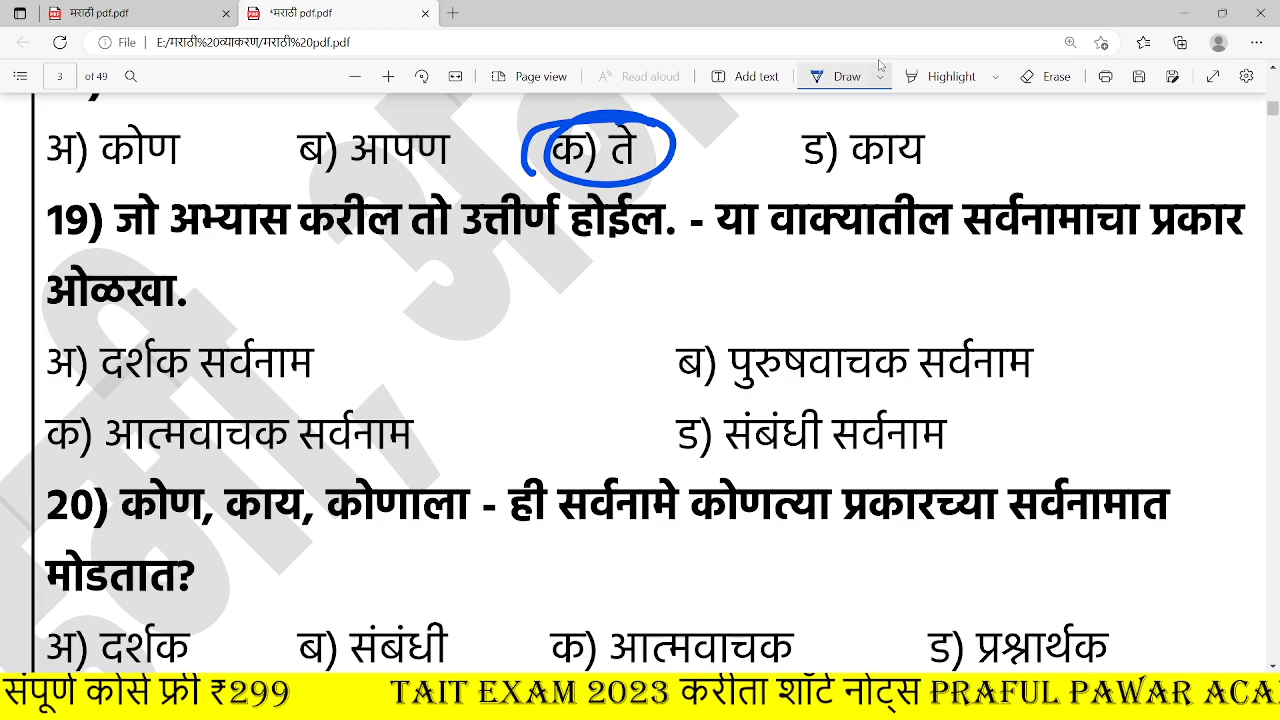 मराठी pdf.pdf
*मराठी pdf.pdf
File E:/मराठी%20व्याकरण/मराठी%20pdf.pdf
3 of 49 Page view Read aloud Add text Draw Highlight Erase
अ) कोण ब) आपण क) ते ड) काय
19) जो अभ्यास करील तो उत्तीर्ण होईल. - या वाक्यातील सर्वनामाचा प्रकार
ओळखा.
अ) दर्शक सर्वनाम ब) पुरुषवाचक सर्वनाम
क) आत्मवाचक सर्वनाम ड) संबंधी सर्वनाम
20) कोण, काय, कोणाला - ही सर्वनामे कोणत्या प्रकारच्या सर्वनामात
मोडतात?
अ) दर्शक ब) संबंधी क) आत्मवाचक ड) प्रश्नार्थक
संपूर्ण कोर्स फ्री ₹299 TAIT EXAM 2023 करीता शॉर्ट नोट्स PRAFUL PAWAR ACA